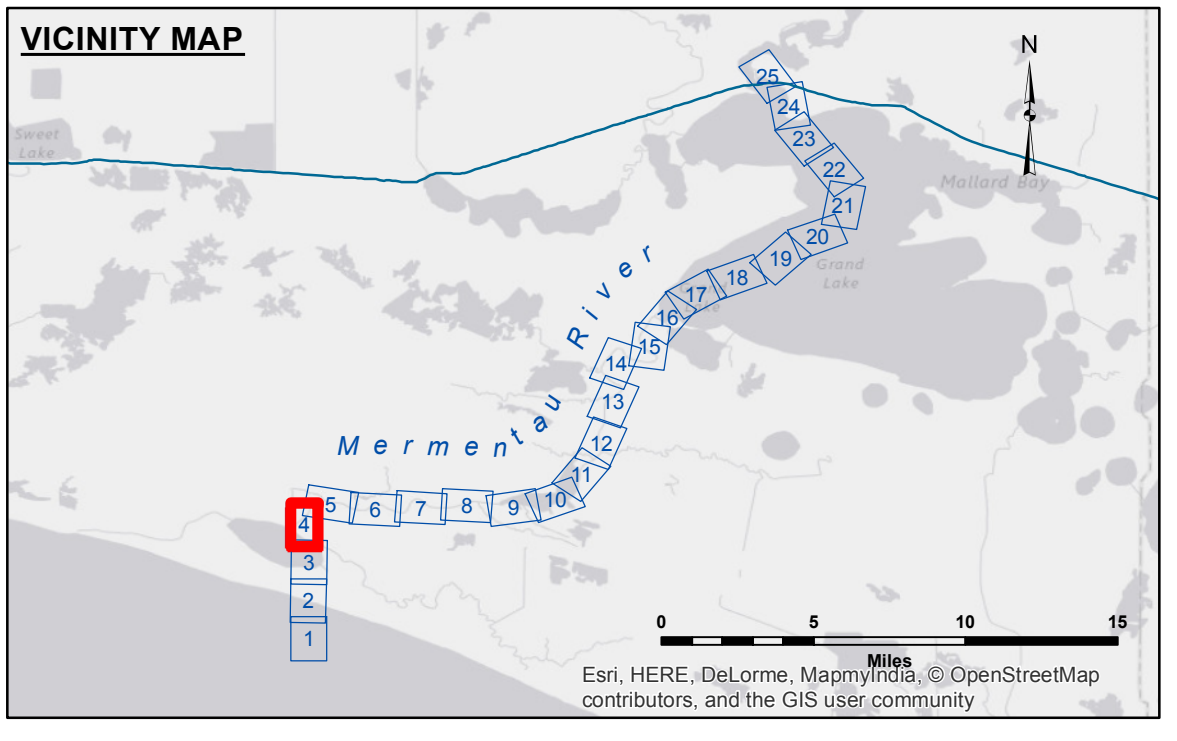 VICINITY MAP
N
Sweet
Lake
25
24
23
22
Mallard Bay
21
20
19
Grand
Lake
18
17
16
15
14
13
12
11
10
9
8
7
6
5
4
3
2
1
Mermentau River
0 5 10 15
Miles
Esri, HERE, DeLorme, MapmyIndia, © OpenStreetMap
contributors, and the GIS user community